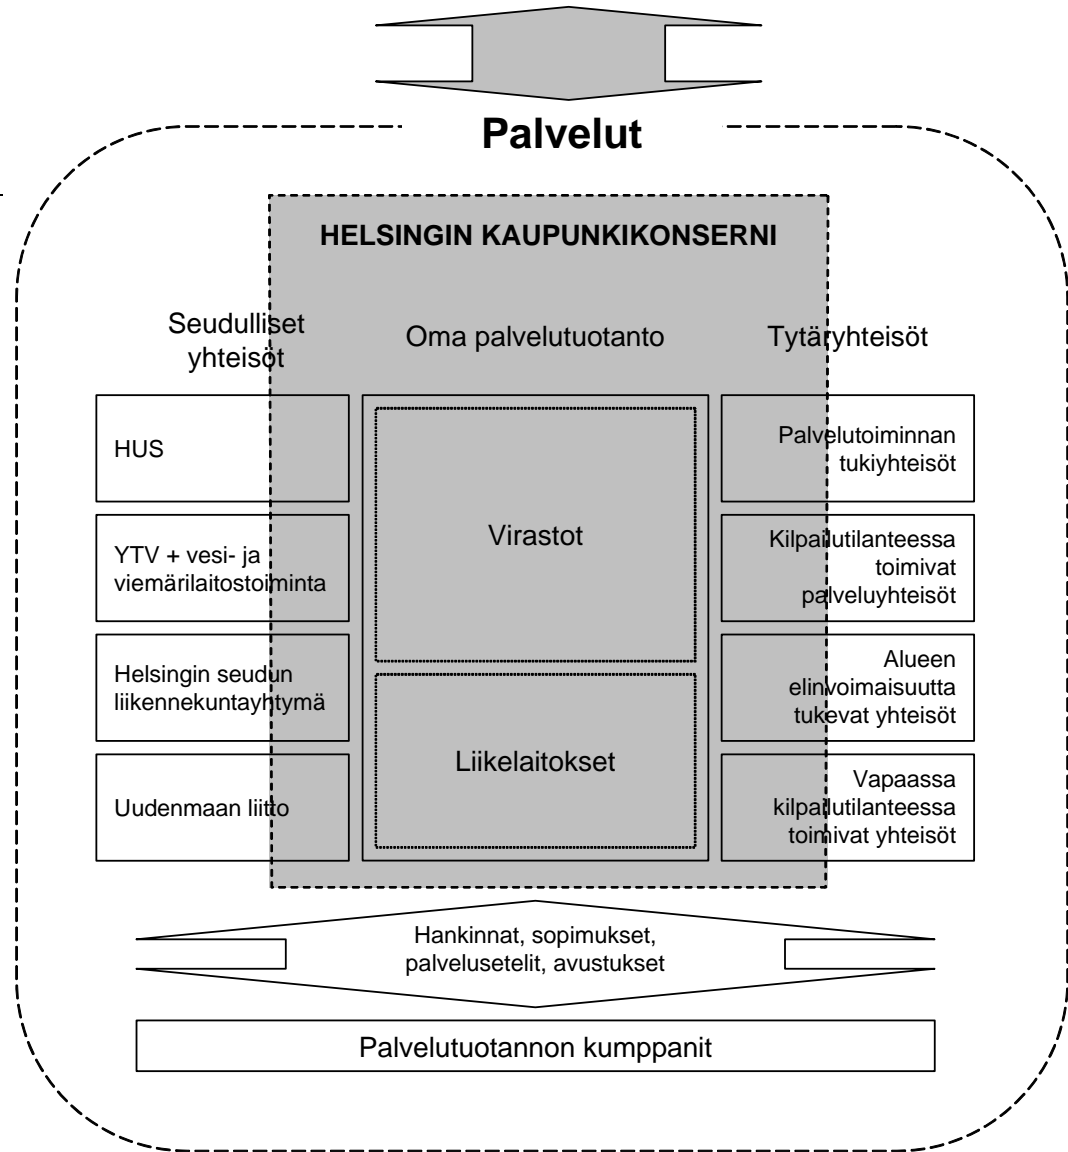 Palvelut
HELSINGIN KAUPUNKIKONSERNI
Seudulliset
yhteisöt
Oma palvelutuotanto
Tytäryhteisöt
HUS
YTV + vesi- ja
viemärilaitostoiminta
Helsingin seudun
liikennekuntayhtymä
Uudenmaan liitto
Virastot
Liikelaitokset
Palvelutoiminnan
tukiyhteisöt
Kilpailutilanteessa
toimivat
palveluyhteisöt
Alueen
elinvoimaisuutta
tukevat yhteisöt
Vapaassa
kilpailutilanteessa
toimivat yhteisöt
Hankinnat, sopimukset,
palvelusetelit, avustukset
Palvelutuotannon kumppanit